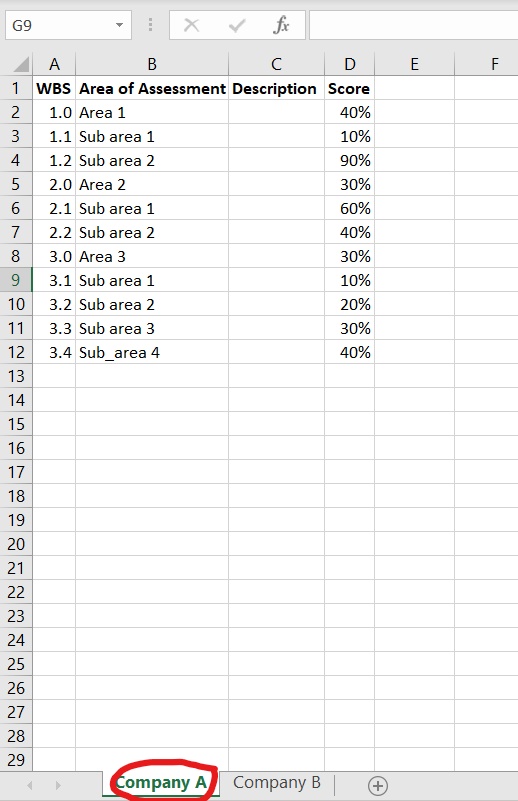 G9 fx
A B C D E F
1 WBS Area of Assessment Description Score
2 1.0 Area 1 40%
3 1.1 Sub area 1 10%
4 1.2 Sub area 2 90%
5 2.0 Area 2 30%
6 2.1 Sub area 1 60%
7 2.2 Sub area 2 40%
8 3.0 Area 3 30%
9 3.1 Sub area 1 10%
10 3.2 Sub area 2 20%
11 3.3 Sub area 3 30%
12 3.4 Sub_area 4 40%
13
14
15
16
17
18
19
20
21
22
23
24
25
26
27
28
29
Company A Company B